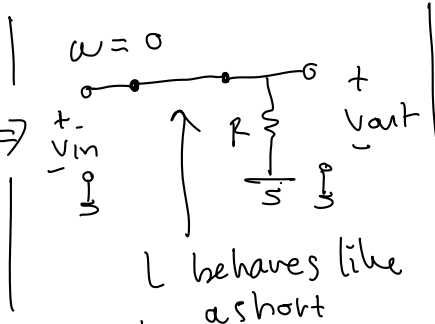 ω = 0
+ +
R
Vin Vout
- -
L behaves like
a short